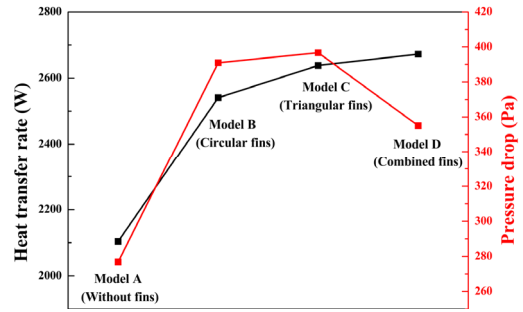 2800
2600
2400
2200
2000
Heat transfer rate (W)
Model A
(Without fins)
Model B
(Circular fins)
Model C
(Triangular fins)
Model D
(Combined fins)
420
400
380
360
340
320
300
280
260
Pressure drop (Pa)